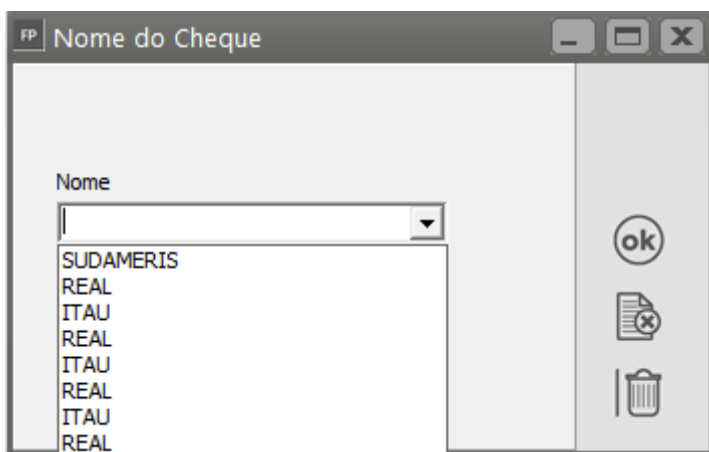 FP Nome do Cheque
Nome
SUDAMERIS
REAL
ITAU
REAL
ITAU
REAL
ITAU
REAL
ok